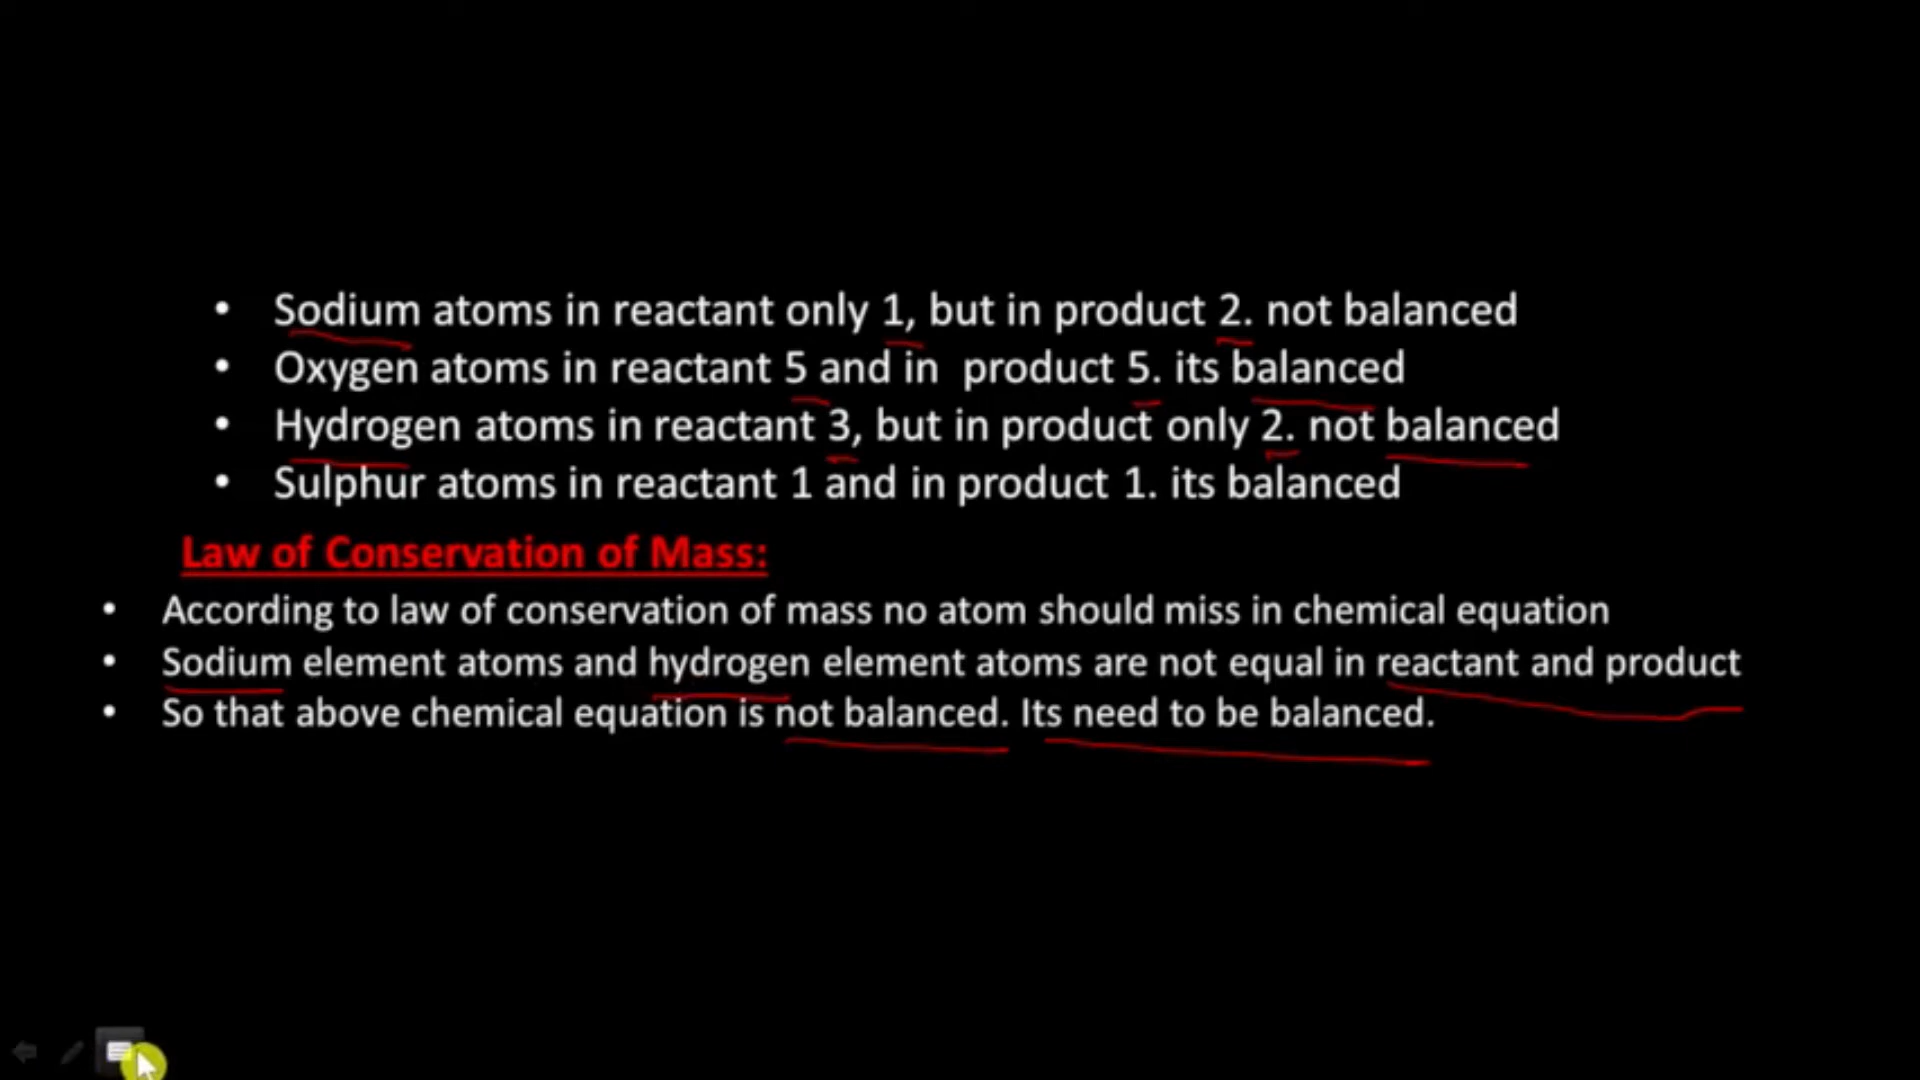 • Sodium atoms in reactant only 1, but in product 2. not balanced
• Oxygen atoms in reactant 5 and in product 5. its balanced
• Hydrogen atoms in reactant 3, but in product only 2. not balanced
• Sulphur atoms in reactant 1 and in product 1. its balanced
Law of Conservation of Mass:
• According to law of conservation of mass no atom should miss in chemical equation
• Sodium element atoms and hydrogen element atoms are not equal in reactant and product
• So that above chemical equation is not balanced. Its need to be balanced.